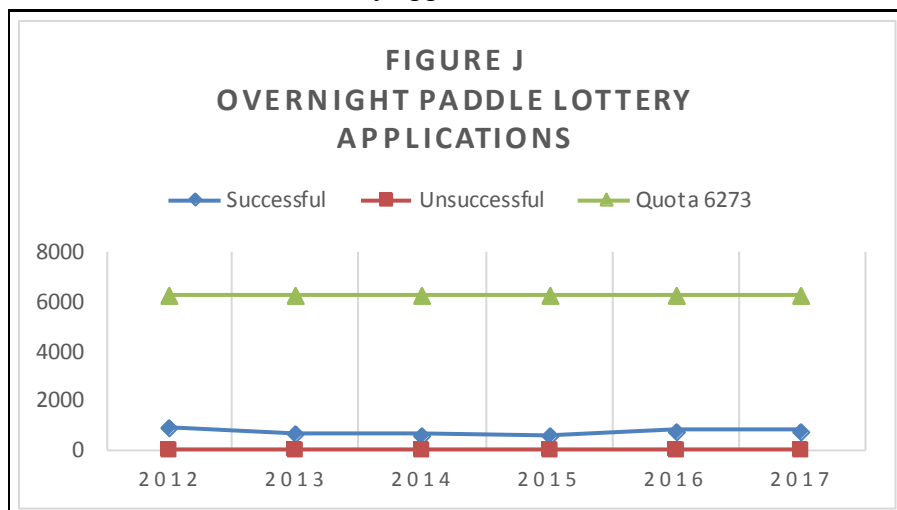 FIGURE J
OVERNIGHT PADDLE LOTTERY
APPLICATIONS
Successful Unsuccessful Quota 6273
8000
6000
4000
2000
0
2012 2013 2014 2015 2016 2017